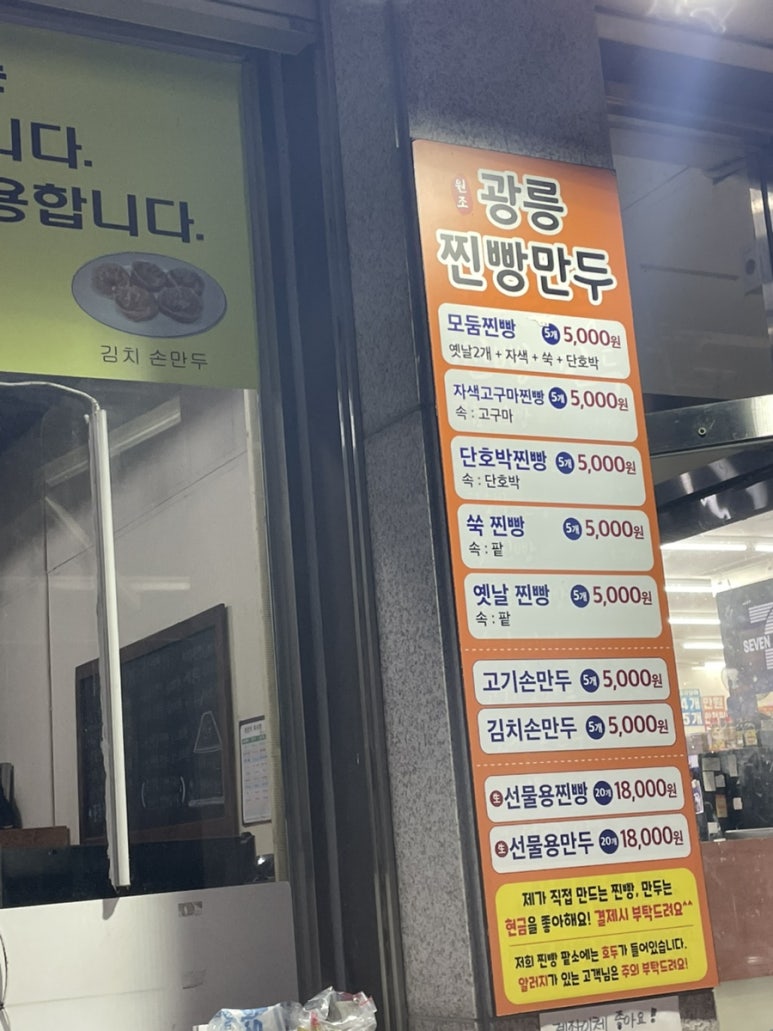 니다.
용합니다.
김치 손만두
원조
광릉
찐빵만두
모둠찐빵 5개 5,000원
옛날2개 + 자색 + 쑥 + 단호박
자색고구마찐빵 5개 5,000원
속 : 고구마
단호박찐빵 5개 5,000원
속 : 단호박
쑥 찐빵 5개 5,000원
속 : 팥
옛날 찐빵 5개 5,000원
속 : 팥
고기손만두 5개 5,000원
김치손만두 5개 5,000원
生 선물용찐빵 20개 18,000원
生 선물용만두 20개 18,000원
제가 직접 만드는 찐빵, 만두는
현금을 좋아해요! 결제시 부탁드려요^^
저희 찐빵 팥소에는 호두가 들어있습니다.
알러지가 있는 고객님은 주의 부탁드려요!
좋아요!
SEVEN